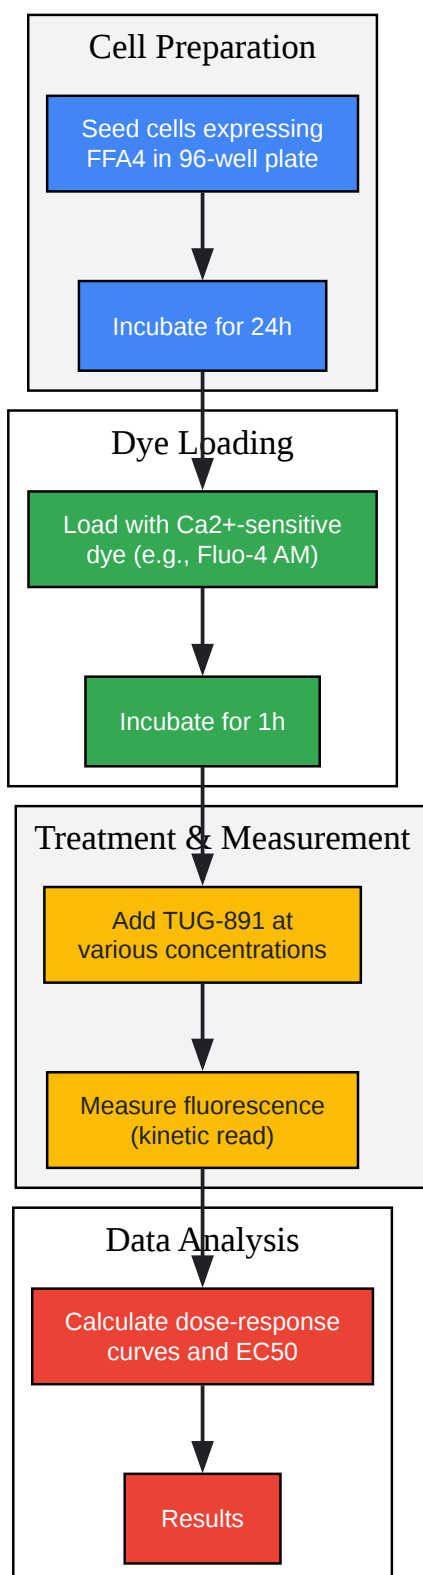 Cell Preparation
Seed cells expressing
FFA4 in 96-well plate
Incubate for 24h
Dye Loading
Load with Ca2+-sensitive
dye (e.g., Fluo-4 AM)
Incubate for 1h
Treatment & Measurement
Add TUG-891 at
various concentrations
Measure fluorescence
(kinetic read)
Data Analysis
Calculate dose-response
curves and EC50
Results